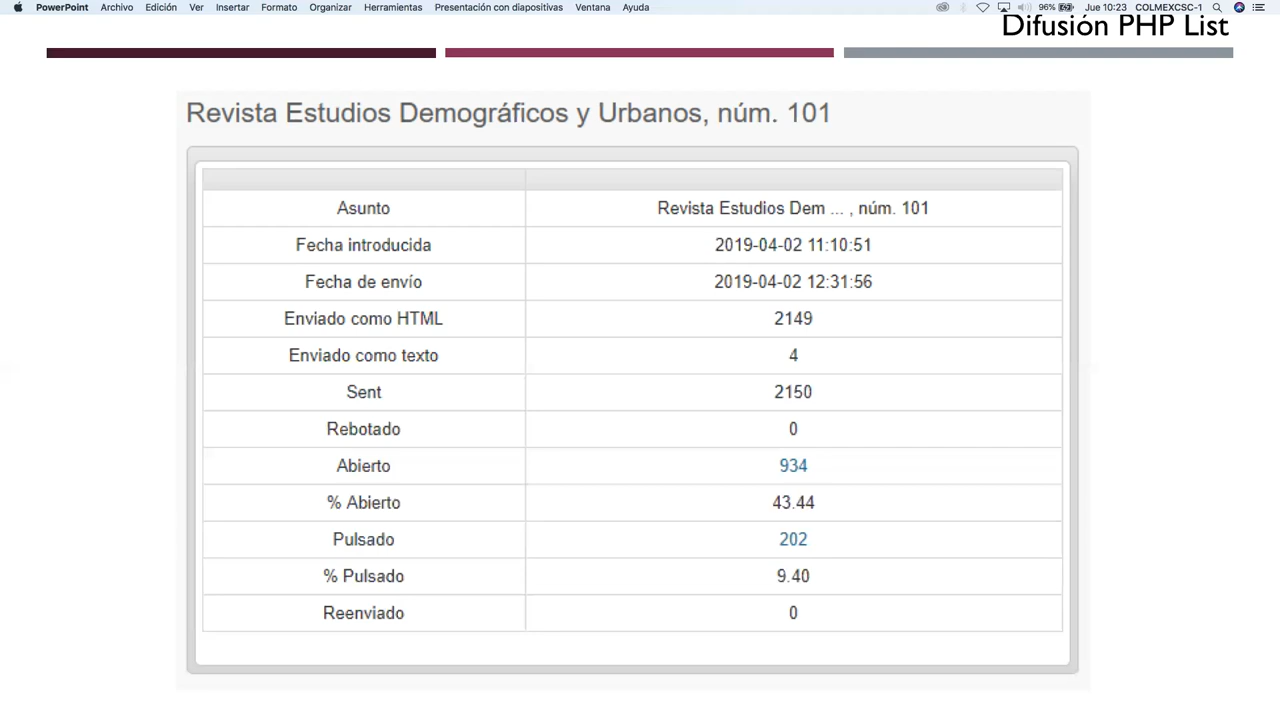 PowerPoint Archivo Edición Ver Insertar Formato Organizar Herramientas Presentación con diapositivas Ventana Ayuda 96% Jue 10:23 COLMEXCSC-1
Difusión PHP List
Revista Estudios Demográficos y Urbanos, núm. 101
Asunto Revista Estudios Dem ... , núm. 101
Fecha introducida 2019-04-02 11:10:51
Fecha de envío 2019-04-02 12:31:56
Enviado como HTML 2149
Enviado como texto 4
Sent 2150
Rebotado 0
Abierto 934
% Abierto 43.44
Pulsado 202
% Pulsado 9.40
Reenviado 0